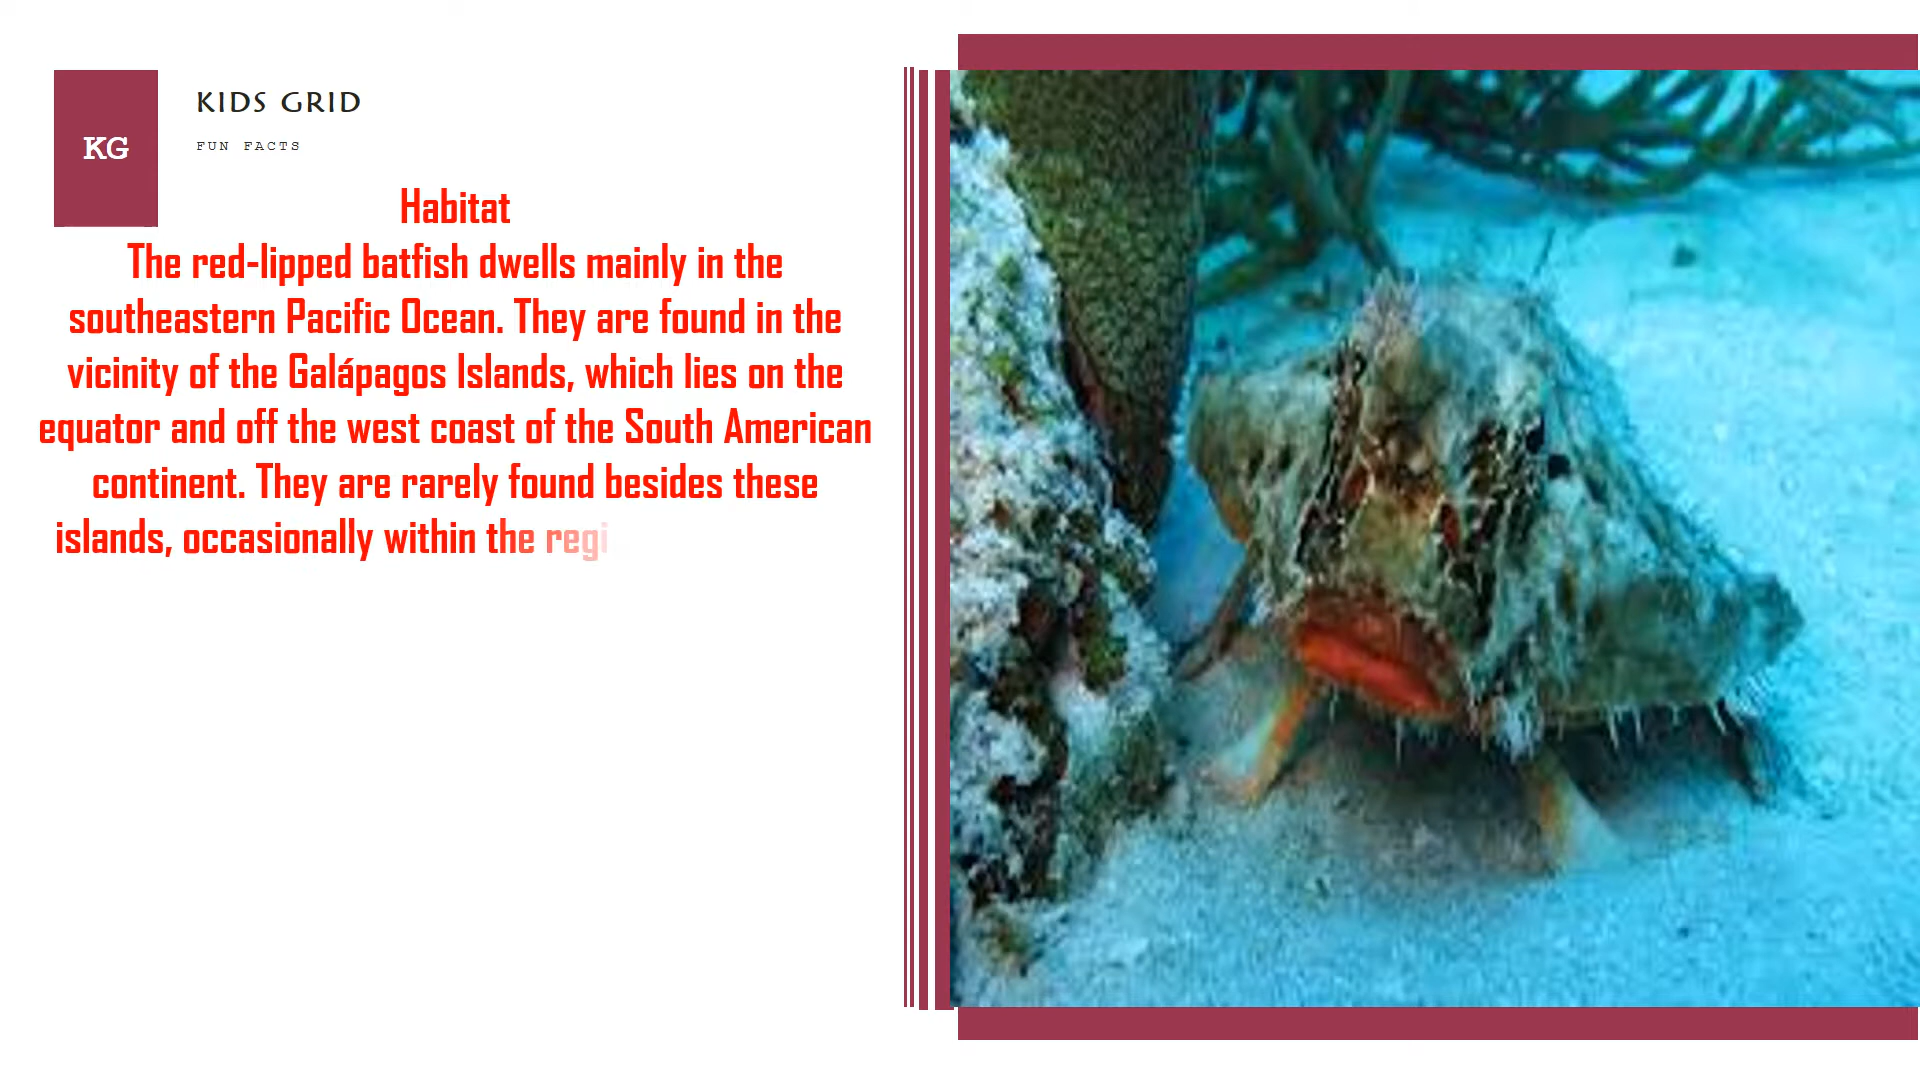 KG
KIDS GRID
FUN FACTS
Habitat
The red-lipped batfish dwells mainly in the
southeastern Pacific Ocean. They are found in the
vicinity of the Galápagos Islands, which lies on the
equator and off the west coast of the South American
continent. They are rarely found besides these
islands, occasionally within the regi